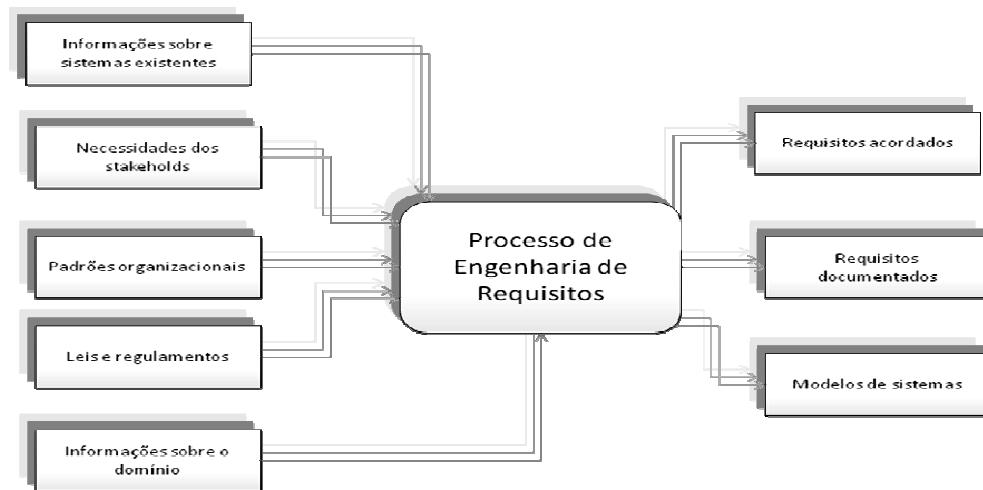 Informações sobre
sistemas existentes
Necessidades dos
stakeholds
Padrões organizacionais
Leis e regulamentos
Informações sobre o
domínio
Processo de
Engenharia de
Requisitos
Requisitos acordados
Requisitos
documentados
Modelos de sistemas